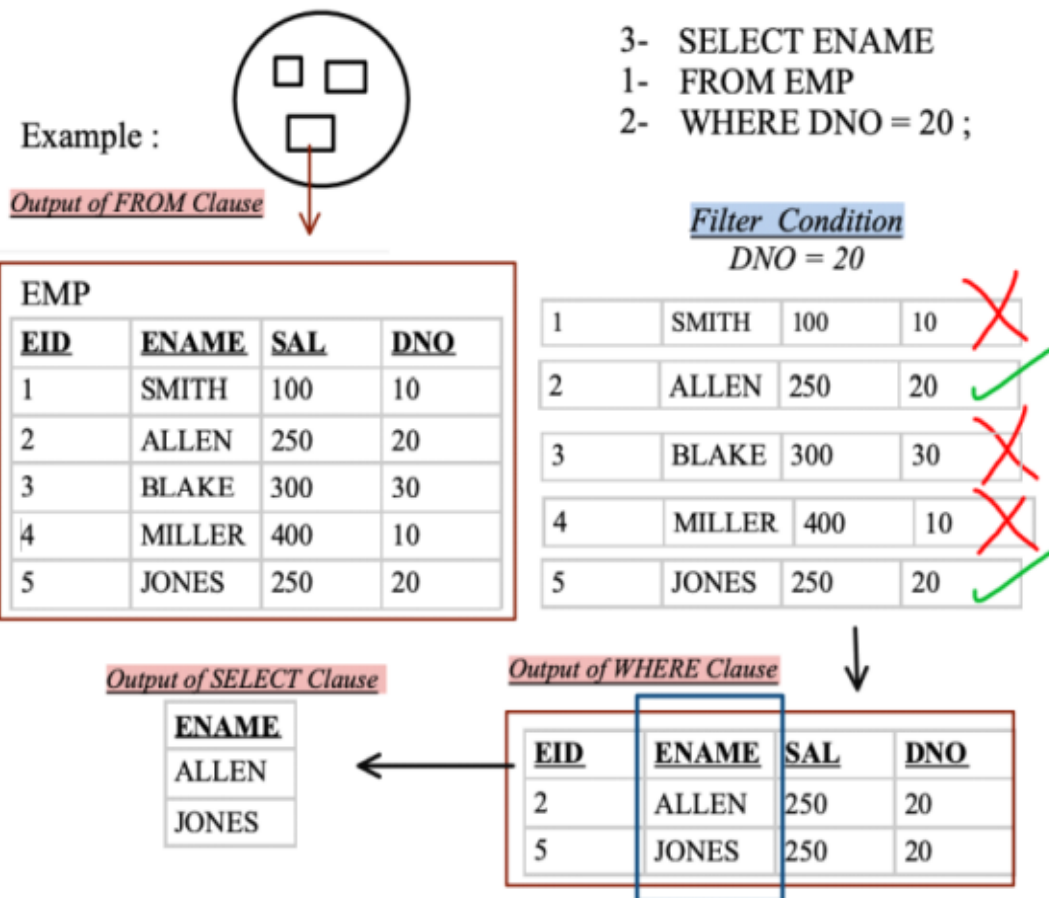 3- SELECT ENAME
1- FROM EMP
2- WHERE DNO = 20 ;
Example :
Output of FROM Clause
EMP
EID ENAME SAL DNO
1 SMITH 100 10
2 ALLEN 250 20
3 BLAKE 300 30
4 MILLER 400 10
5 JONES 250 20
Filter Condition
DNO = 20
1 SMITH 100 10
2 ALLEN 250 20
3 BLAKE 300 30
4 MILLER 400 10
5 JONES 250 20
Output of SELECT Clause
ENAME
ALLEN
JONES
Output of WHERE Clause
EID ENAME SAL DNO
2 ALLEN 250 20
5 JONES 250 20